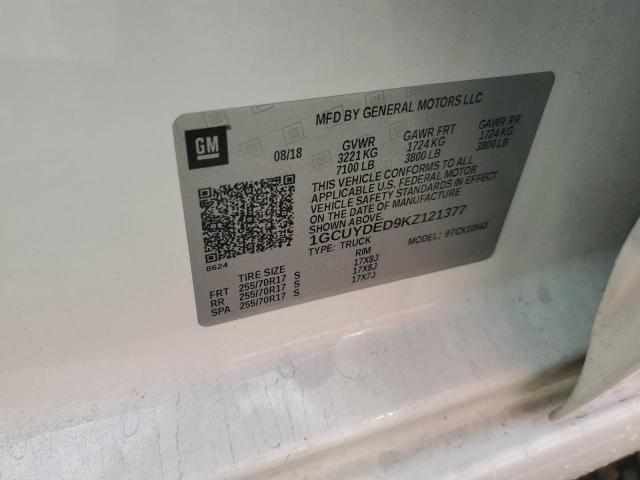 MFD BY GENERAL MOTORS LLC
GM
08/18 GVWR GAWR FRT GAWR RR
3221 KG 1724 KG 1724 KG
7100 LB 3800 LB 3800 LB
THIS VEHICLE CONFORMS TO ALL
APPLICABLE U.S. FEDERAL MOTOR
VEHICLE SAFETY STANDARDS IN EFFECT
ON THE DATE OF MANUFACTURE
SHOWN ABOVE.
1GCUYDED9KZ121377
TYPE: TRUCK MODEL:
8624
TIRE SIZE RIM
FRT 255/70R17 S 17X8J
RR 255/70R17 S 17X8J
SPA 255/70R17 S 17X7J